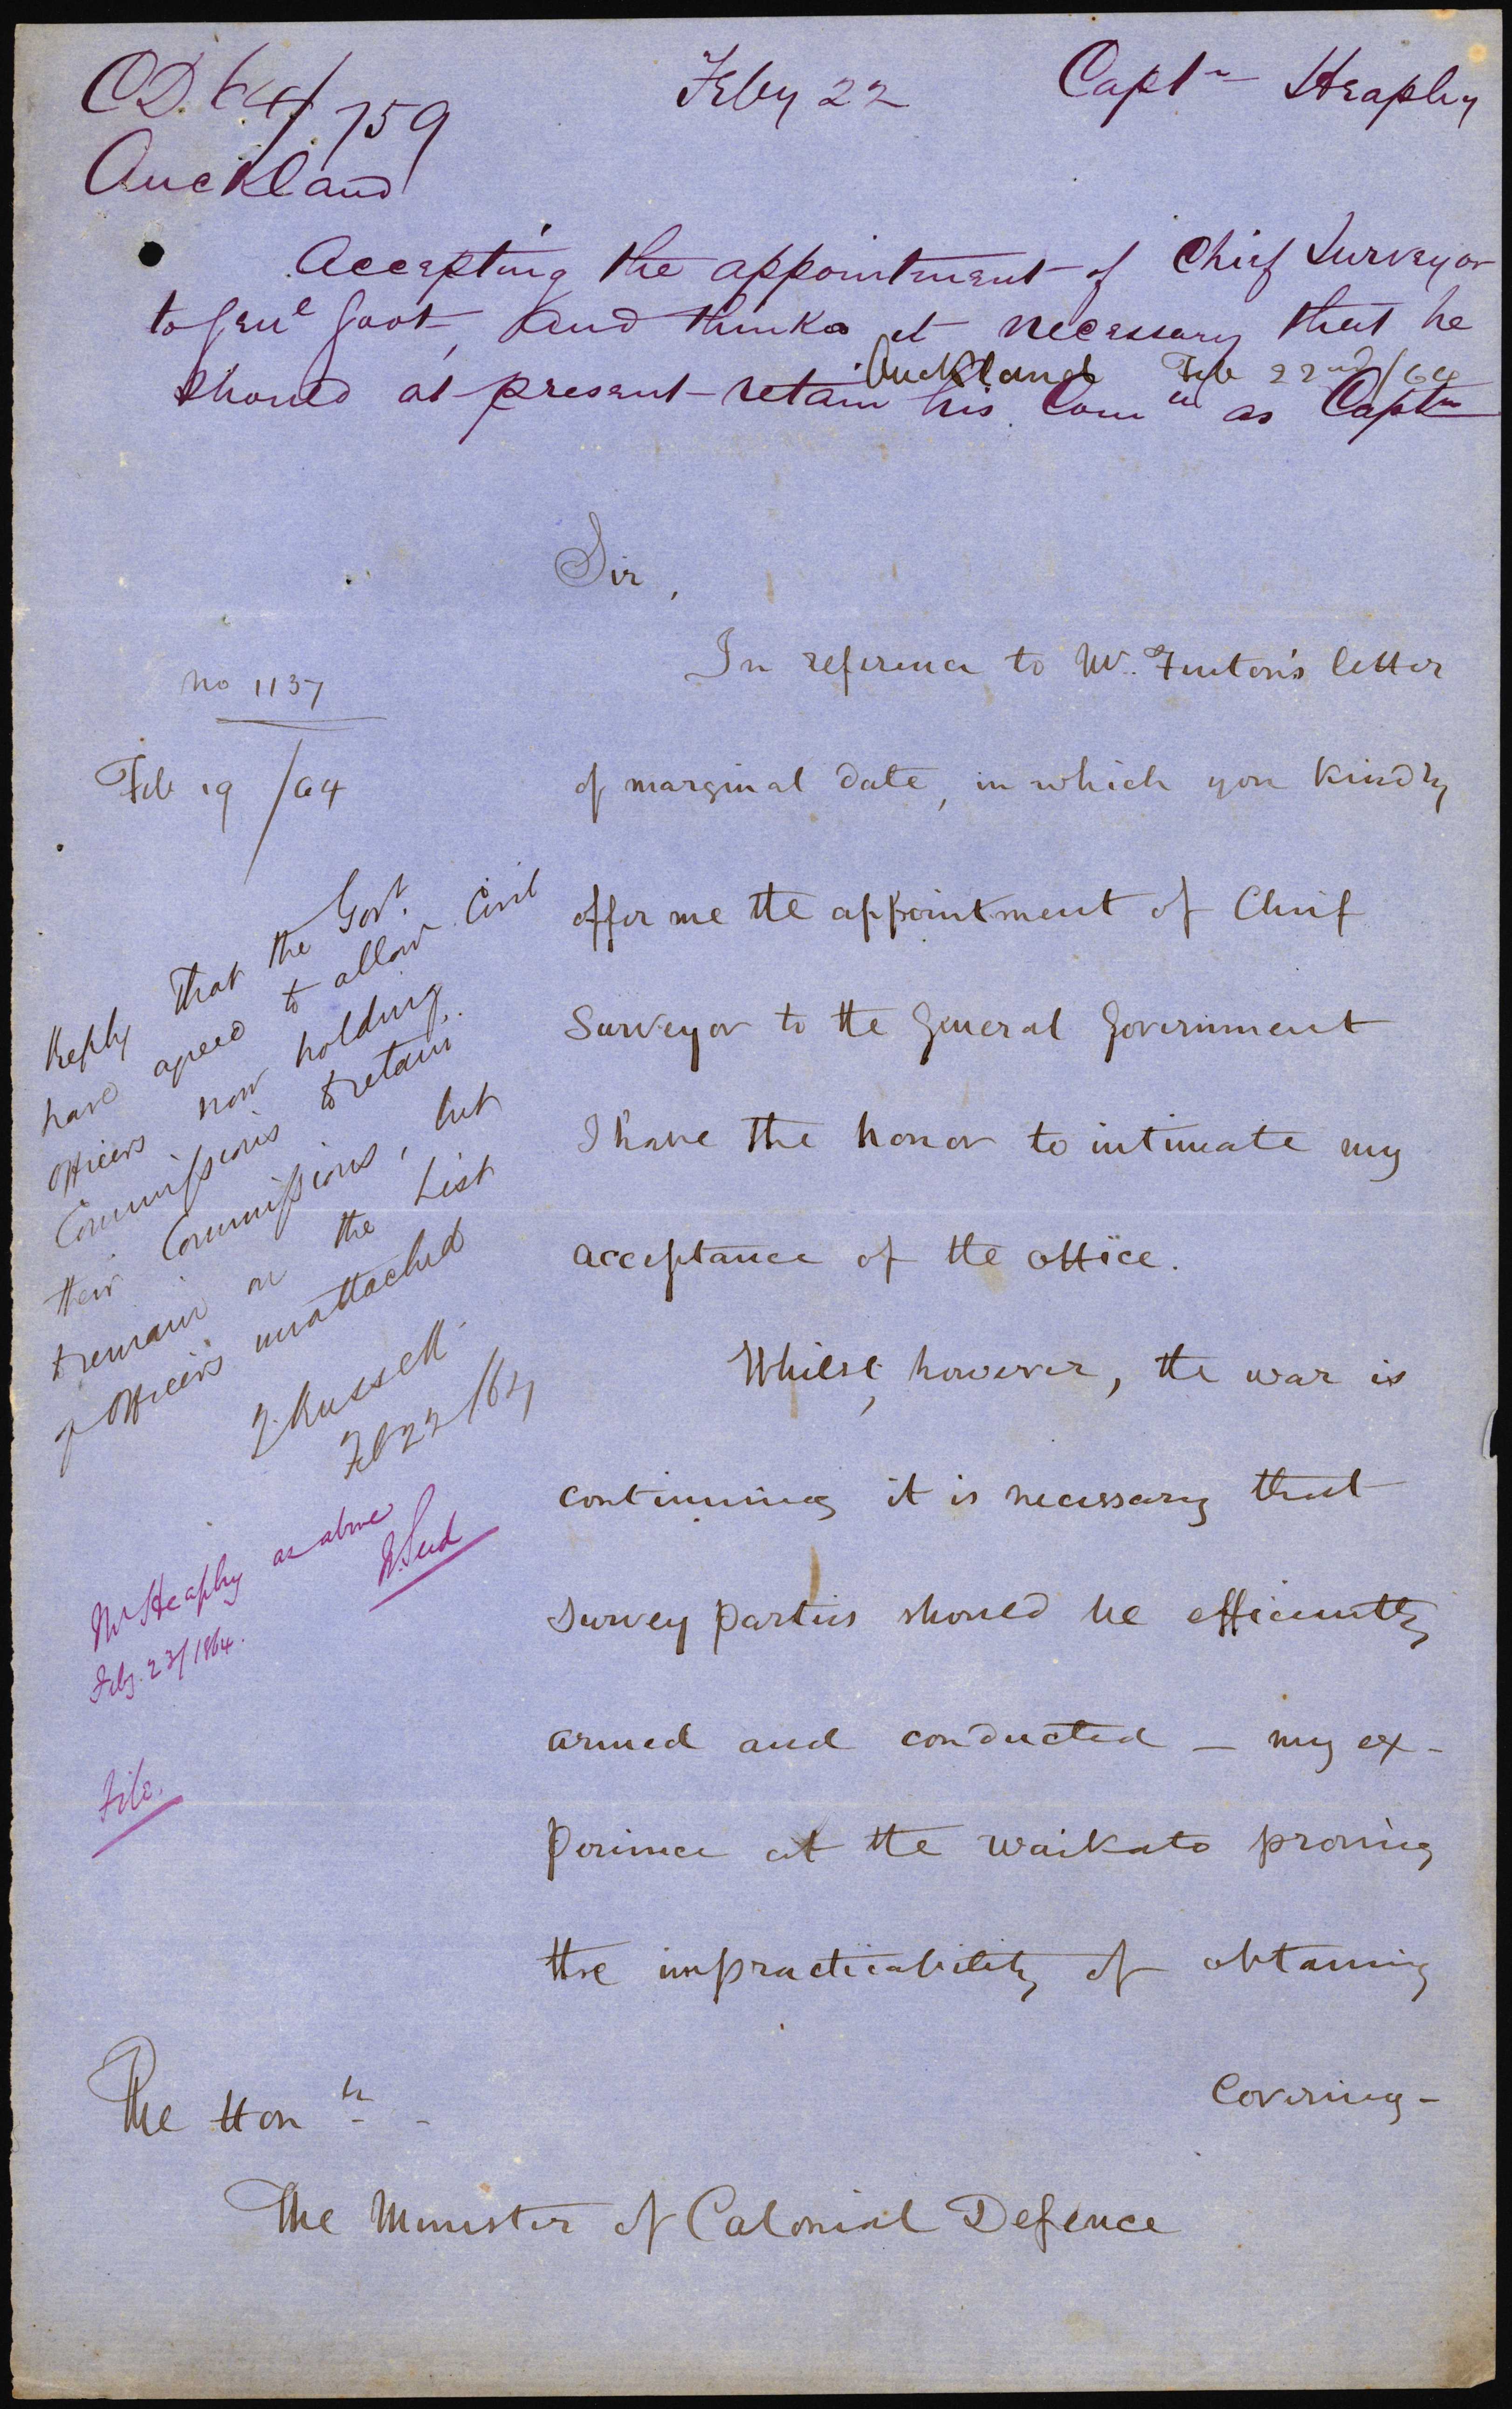 CD. 64/759
Feby 22
Captn Heaphy
Auckland
Accepting the appointment of Chief Surveyor
to Genl Govt, and thinks it necessary that he
should at present retain his Comn as Captn
Auckland Feb 22nd/64
Sir,
No 1137
Feb 19/64
In reference to Mr. Fenton's letter
of marginal date, in which you kindly
offer me the appointment of Chief
Surveyor to the General Government
I have the honor to intimate my
acceptance of the office.
Whilst, however, the war is
continuing it is necessary that
survey parties should be efficiently
armed and conducted – my ex-
perience at the Waikato proving
the impracticability of obtaining
covering –
Reply that the Govt.
have agreed to allow Civil
Officers now holding
Commissions to retain
their Commissions, but
to remain on the List
of Officers unattached
T. Russell
Feb 22/64
Mr Heaphy as above
Feby. 23/1864.
File.
The Honble
The Minister of Colonial Defence